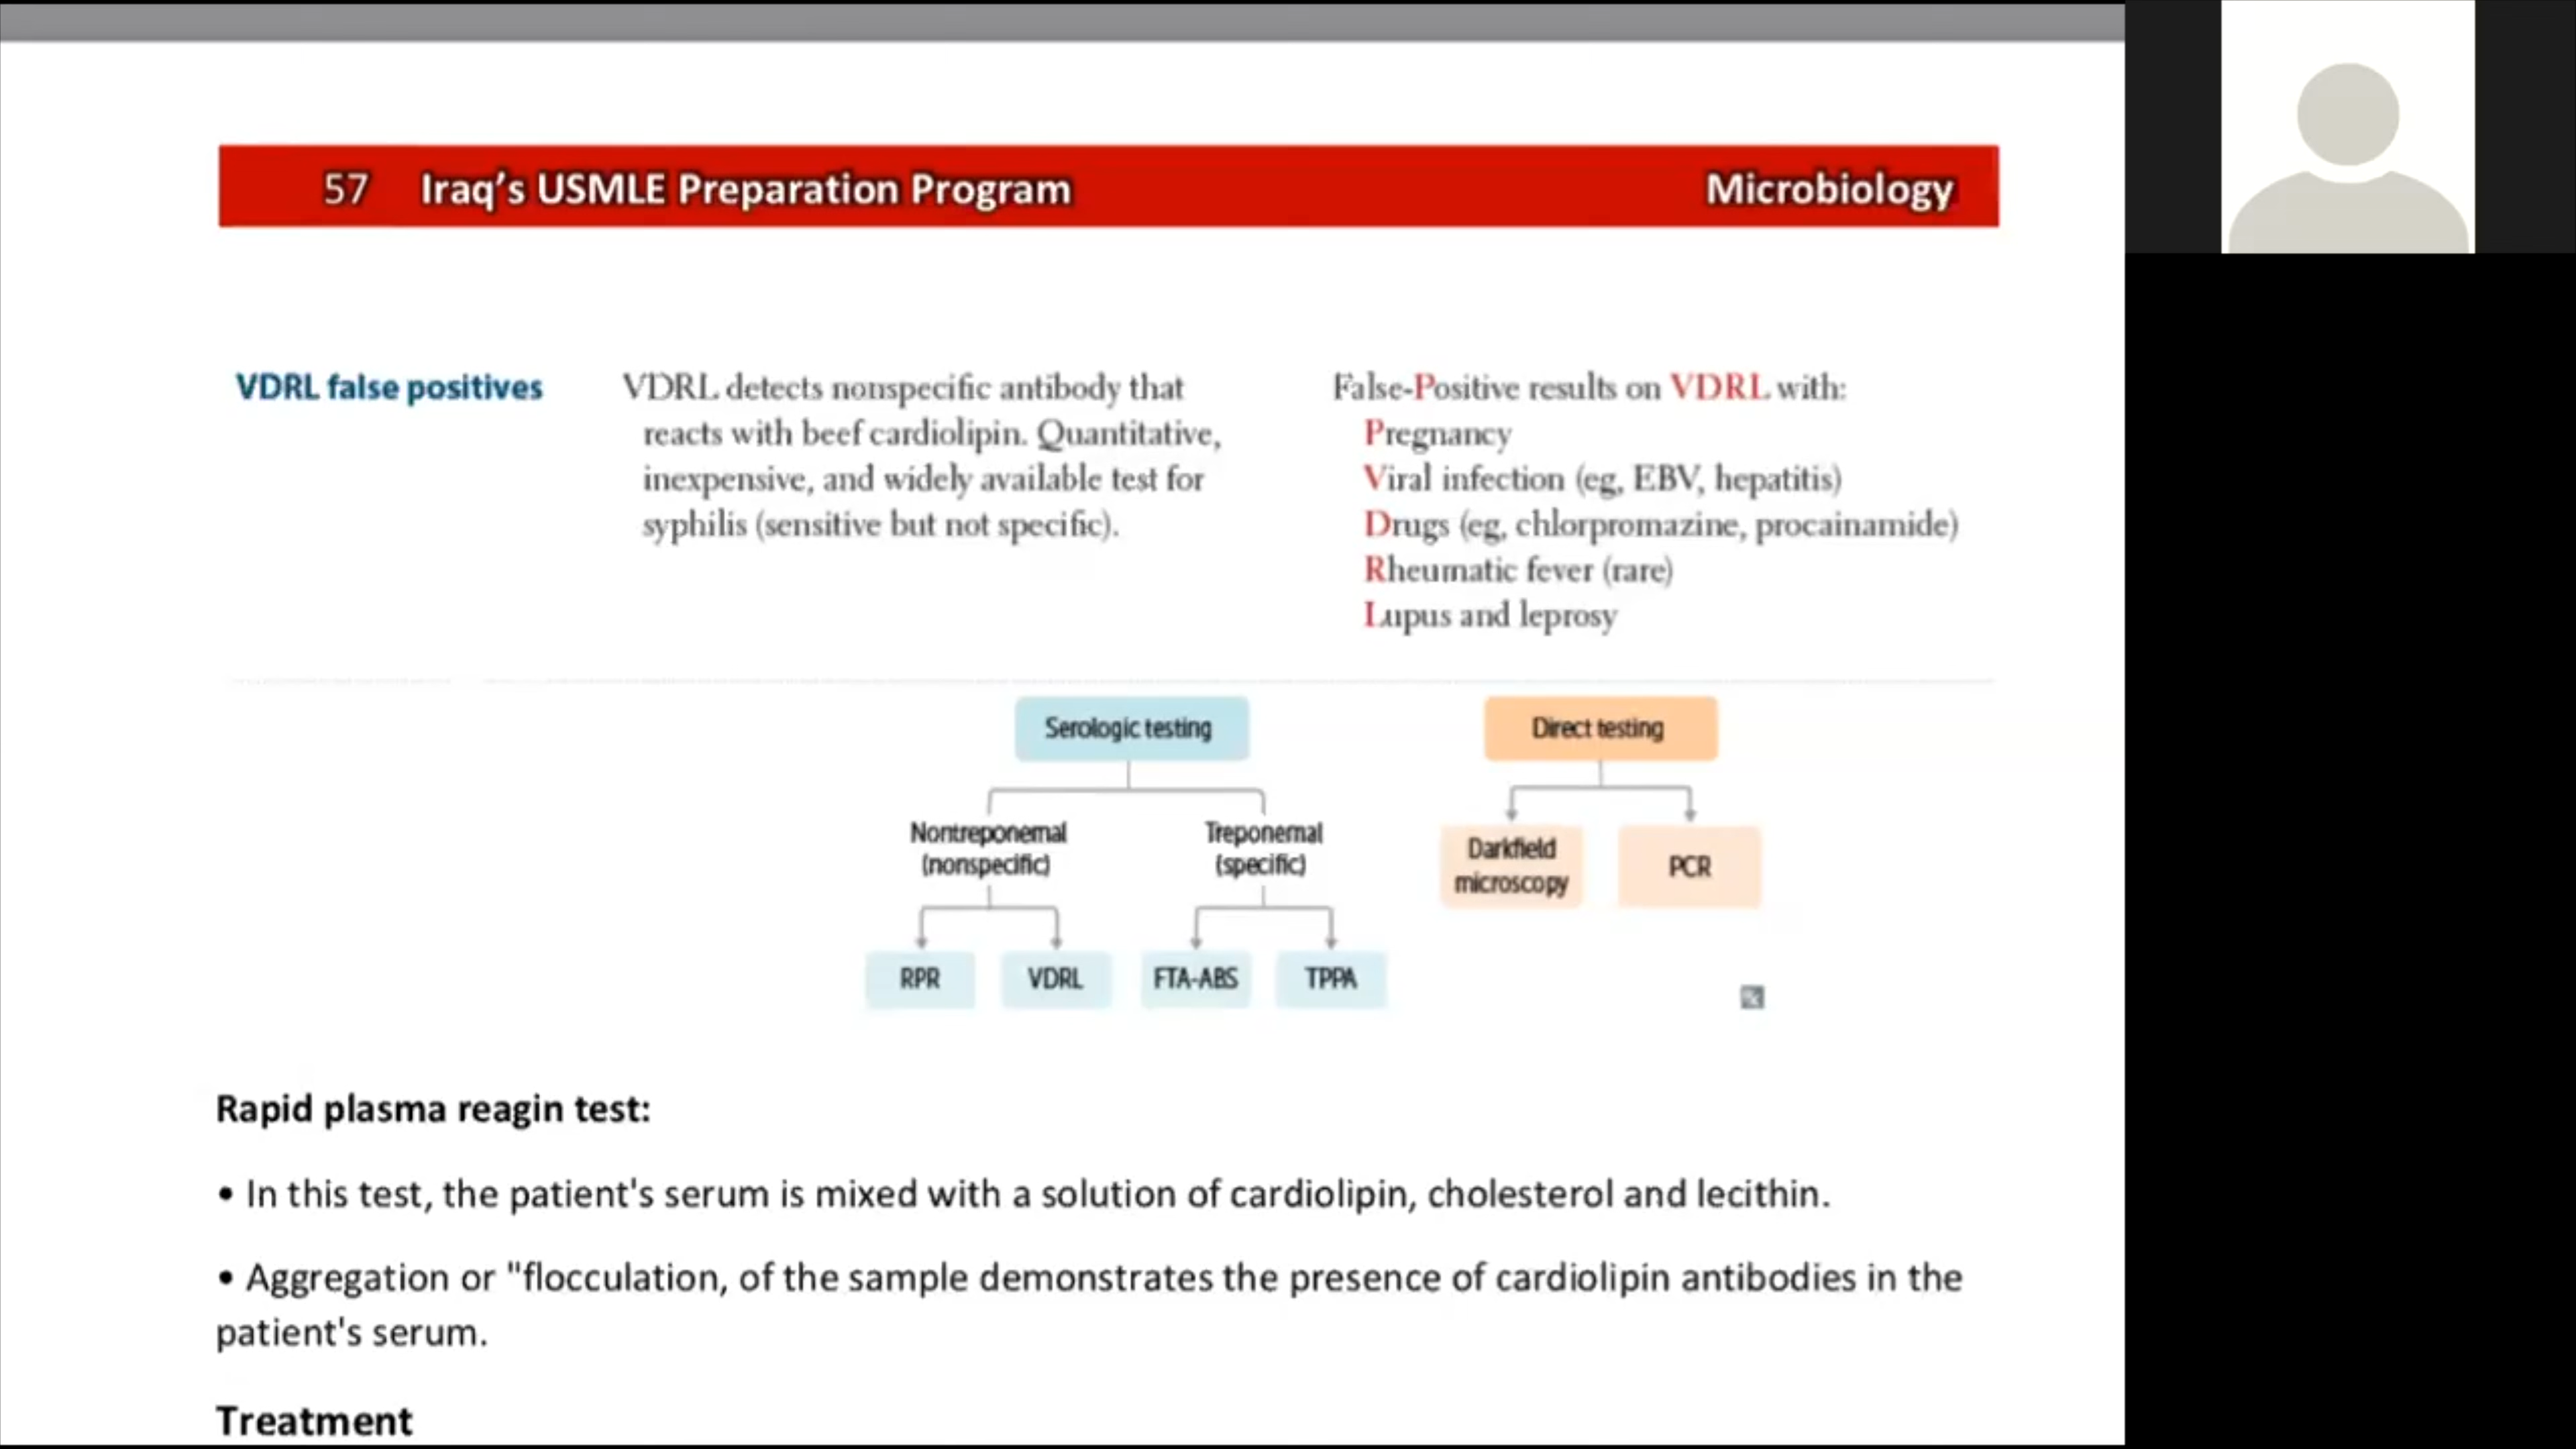 57 Iraq’s USMLE Preparation Program Microbiology
VDRL false positives
VDRL detects nonspecific antibody that
reacts with beef cardiolipin. Quantitative,
inexpensive, and widely available test for
syphilis (sensitive but not specific).
False-Positive results on VDRL with:
Pregnancy
Viral infection (eg, EBV, hepatitis)
Drugs (eg, chlorpromazine, procainamide)
Rheumatic fever (rare)
Lupus and leprosy
Serologic testing
Nontreponemal
(nonspecific)
Treponemal
(specific)
RPR
VDRL
FTA-ABS
TPPA
Direct testing
Darkfield
microscopy
PCR
Rapid plasma reagin test:
• In this test, the patient's serum is mixed with a solution of cardiolipin, cholesterol and lecithin.
• Aggregation or "flocculation, of the sample demonstrates the presence of cardiolipin antibodies in the
patient's serum.
Treatment